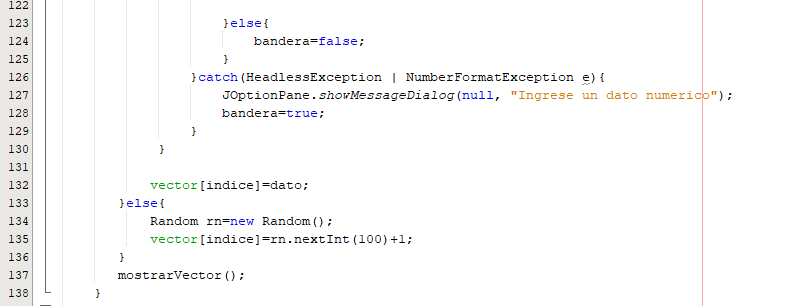 122
123 }else{
124 bandera=false;
125 }
126 }catch(HeadlessException | NumberFormatException e){
127 JOptionPane.showMessageDialog(null, "Ingrese un dato numerico");
128 bandera=true;
129 }
130 }
131
132 vector[indice]=dato;
133 }else{
134 Random rn=new Random();
135 vector[indice]=rn.nextInt(100)+1;
136 }
137 mostrarVector();
138 }